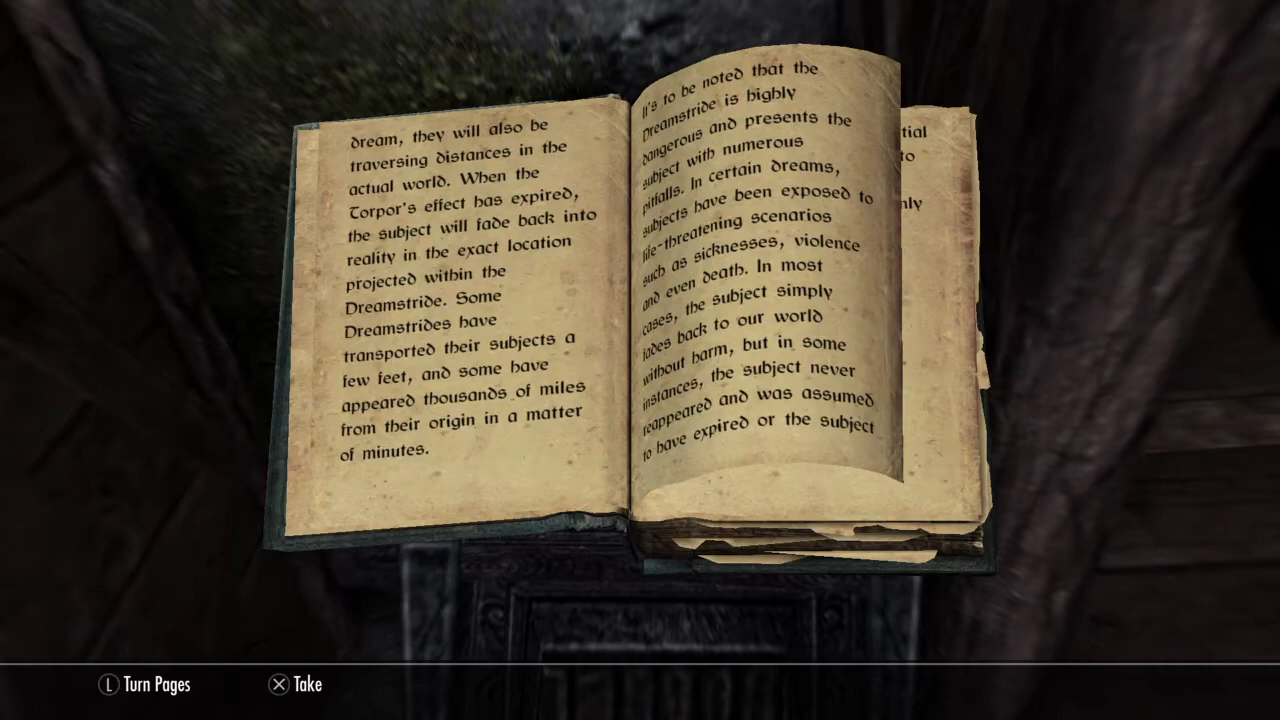 dream, they will also be
traversing distances in the
actual world. When the
Torpor's effect has expired,
the subject will fade back into
reality in the exact location
projected within the
Dreamstride. Some
Dreamstrides have
transported their subjects a
few feet, and some have
appeared thousands of miles
from their origin in a matter
of minutes.
It's to be noted that the
Dreamstride is highly
dangerous and presents the
subject with numerous
pitfalls. In certain dreams,
subjects have been exposed to
life-threatening scenarios
such as sicknesses, violence
and even death. In most
cases, the subject simply
fades back to our world
without harm, but in some
instances, the subject never
reappeared and was assumed
to have expired or the subject
tial
to
nly
L Turn Pages
X Take